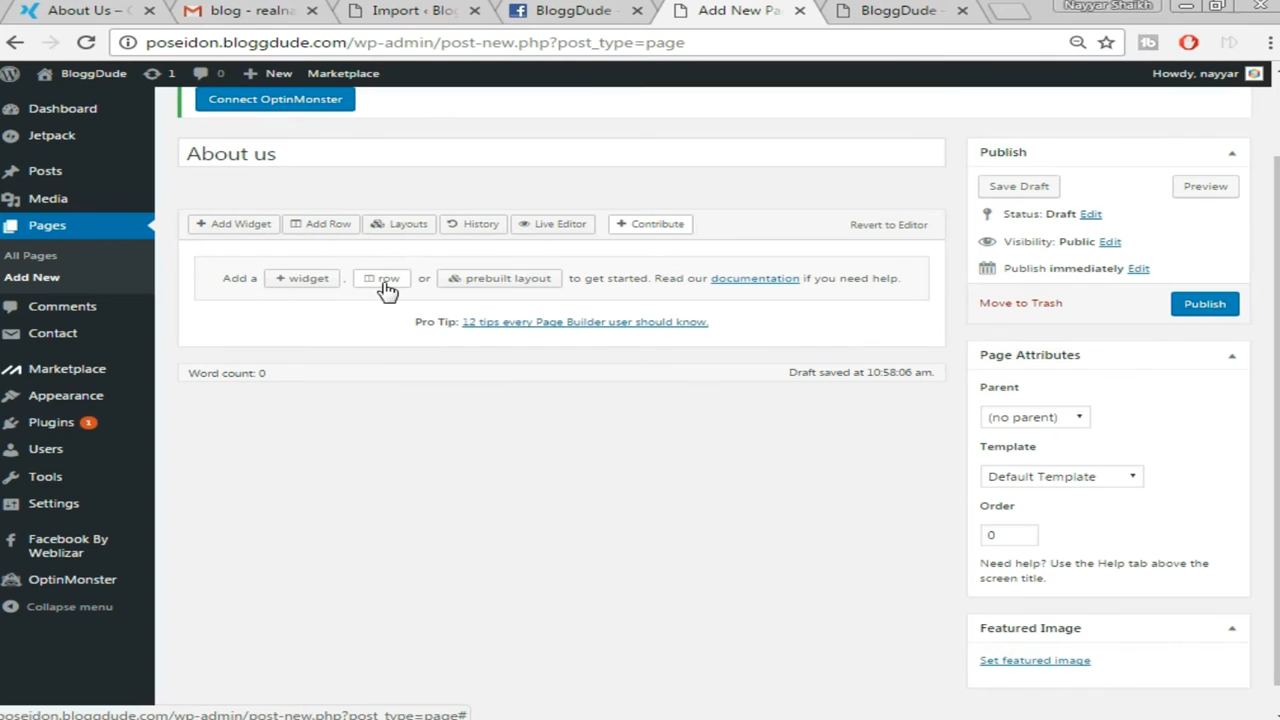 About Us – C
blog - realna
Import ‹ Blog
BloggDude -
Add New Pa
BloggDude -
Nayyar Shaikh
poseidon.bloggdude.com/wp-admin/post-new.php?post_type=page
BloggDude 1 0 + New Marketplace
Howdy, nayyar
Dashboard
Jetpack
Posts
Media
Pages
All Pages
Add New
Comments
Contact
Marketplace
Appearance
Plugins 1
Users
Tools
Settings
Facebook By
Weblizar
OptinMonster
Collapse menu
Connect OptinMonster
About us
+ Add Widget Add Row Layouts History Live Editor + Contribute Revert to Editor
Add a + widget , row or prebuilt layout to get started. Read our documentation if you need help.
Pro Tip: 12 tips every Page Builder user should know.
Word count: 0 Draft saved at 10:58:06 am.
Publish
Save Draft Preview
Status: Draft Edit
Visibility: Public Edit
Publish immediately Edit
Move to Trash Publish
Page Attributes
Parent
(no parent)
Template
Default Template
Order
0
Need help? Use the Help tab above the
screen title.
Featured Image
Set featured image
poseidon.bloggdude.com/wp-admin/post-new.php?post_type=page#